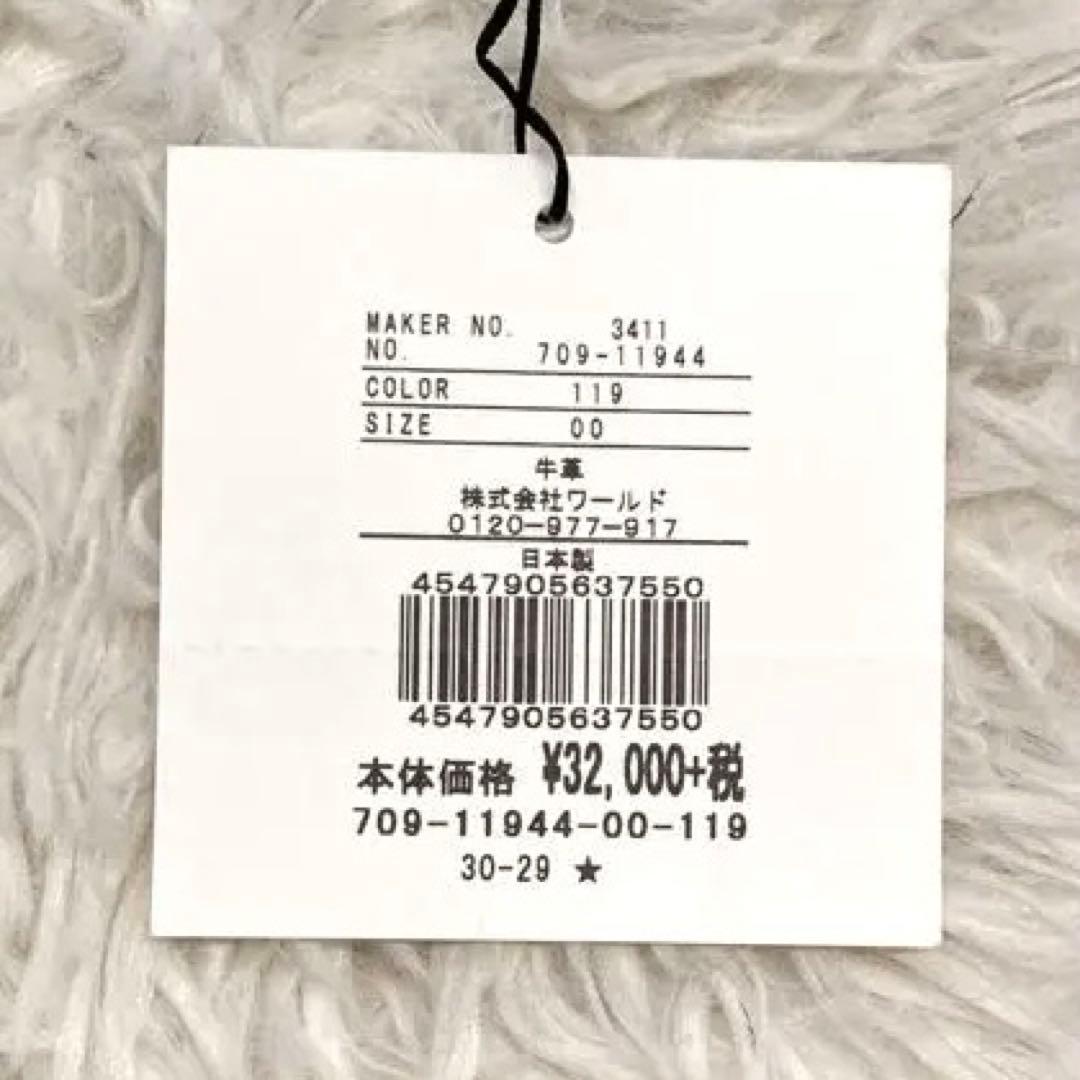 MAKER NO. 3411
NO. 709-11944
COLOR 119
SIZE 00
牛革
株式会社ワールド
0120-977-917
日本製
4547905637550
4547905637550
本体価格 ¥32,000+税
709-11944-00-119
30-29 ★